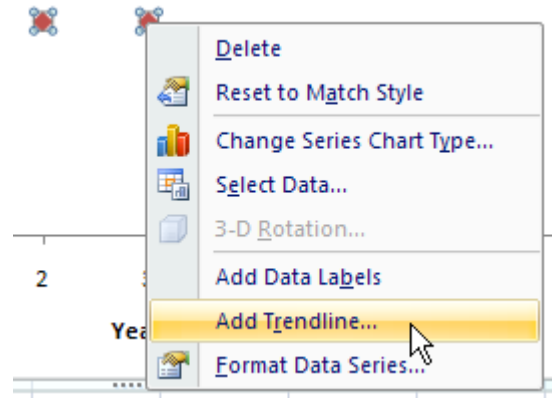 Delete
Reset to Match Style
Change Series Chart Type...
Select Data...
3-D Rotation...
2
Add Data Labels
Add Trendline...
Format Data Series...